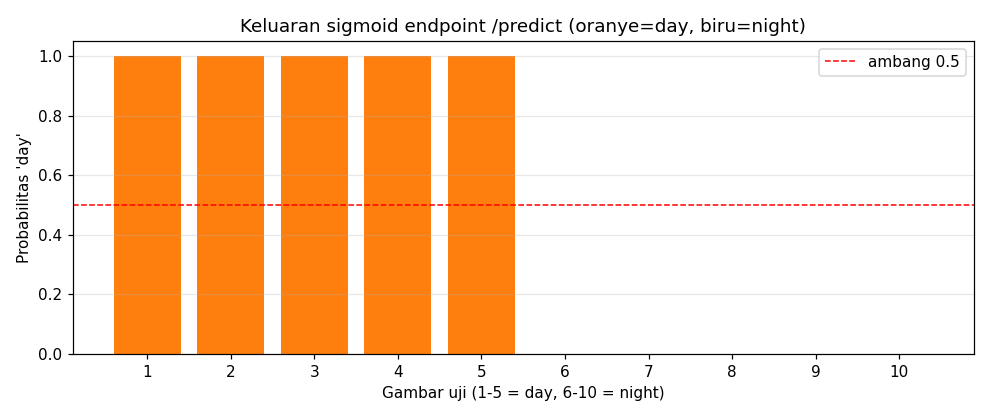 Keluaran sigmoid endpoint /predict (oranye=day, biru=night)
ambang 0.5
Probabilitas 'day'
1.0
0.8
0.6
0.4
0.2
0.0
1 2 3 4 5 6 7 8 9 10
Gambar uji (1-5 = day, 6-10 = night)